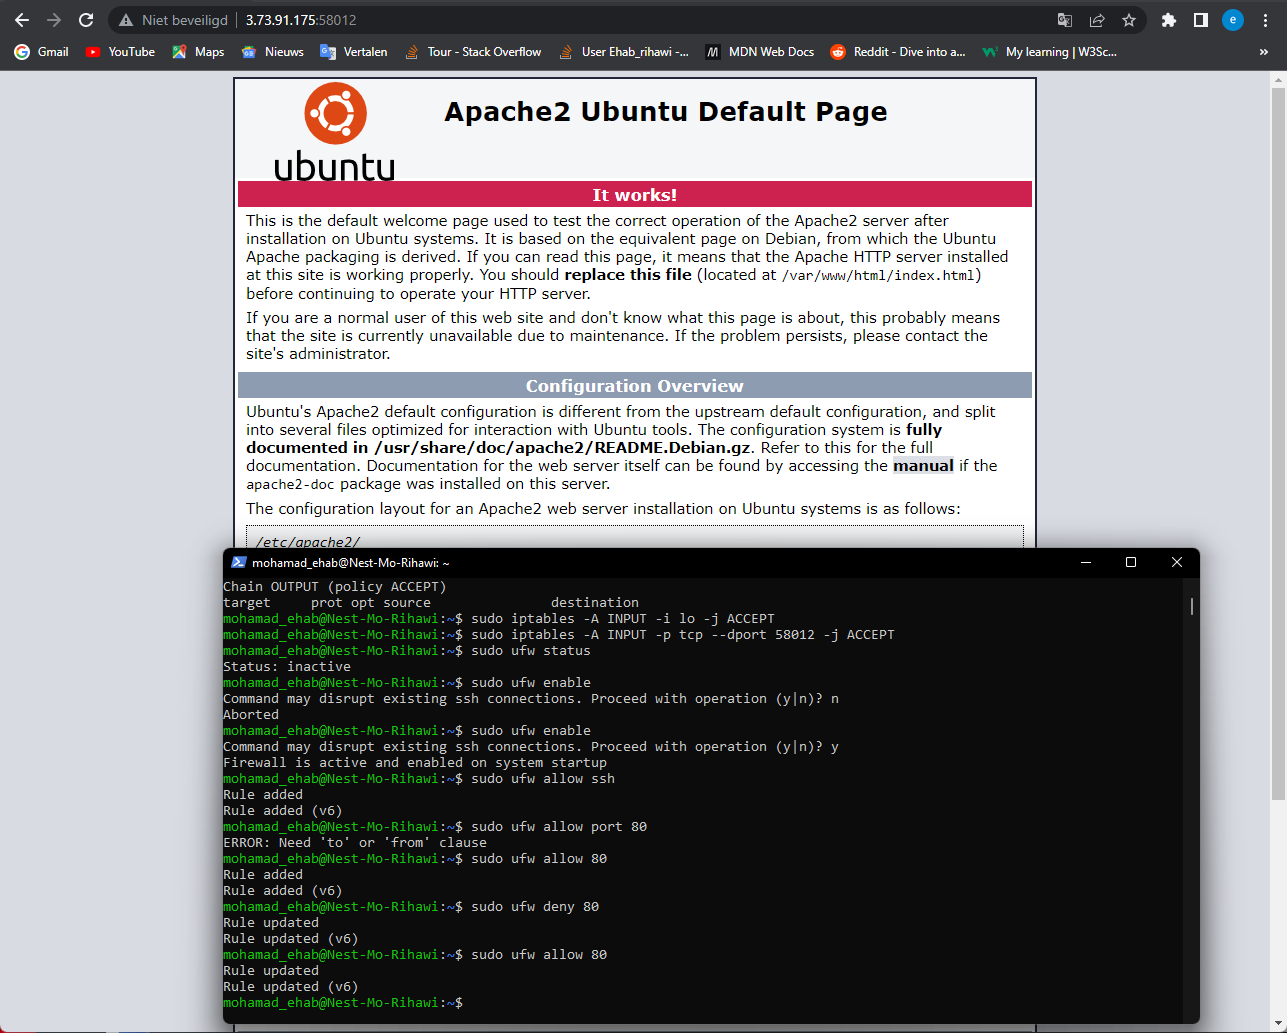 Niet beveiligd
3.73.91.175:58012
e
Gmail
YouTube
Maps
Nieuws
Vertalen
Tour - Stack Overflow
User Ehab_rihawi -...
MDN Web Docs
Reddit - Dive into a...
My learning | W3Sc...
»
ubuntu
Apache2 Ubuntu Default Page
It works!
This is the default welcome page used to test the correct operation of the Apache2 server after
installation on Ubuntu systems. It is based on the equivalent page on Debian, from which the Ubuntu
Apache packaging is derived. If you can read this page, it means that the Apache HTTP server installed
at this site is working properly. You should replace this file (located at /var/www/html/index.html)
before continuing to operate your HTTP server.
If you are a normal user of this web site and don't know what this page is about, this probably means
that the site is currently unavailable due to maintenance. If the problem persists, please contact the
site's administrator.
Configuration Overview
Ubuntu's Apache2 default configuration is different from the upstream default configuration, and split
into several files optimized for interaction with Ubuntu tools. The configuration system is fully
documented in /usr/share/doc/apache2/README.Debian.gz. Refer to this for the full
documentation. Documentation for the web server itself can be found by accessing the manual if the
apache2-doc package was installed on this server.
The configuration layout for an Apache2 web server installation on Ubuntu systems is as follows:
/etc/apache2/
mohamad_ehab@Nest-Mo-Rihawi: ~
Chain OUTPUT (policy ACCEPT)
target     prot opt source               destination
mohamad_ehab@Nest-Mo-Rihawi:~$ sudo iptables -A INPUT -i lo -j ACCEPT
mohamad_ehab@Nest-Mo-Rihawi:~$ sudo iptables -A INPUT -p tcp --dport 58012 -j ACCEPT
mohamad_ehab@Nest-Mo-Rihawi:~$ sudo ufw status
Status: inactive
mohamad_ehab@Nest-Mo-Rihawi:~$ sudo ufw enable
Command may disrupt existing ssh connections. Proceed with operation (y|n)? n
Aborted
mohamad_ehab@Nest-Mo-Rihawi:~$ sudo ufw enable
Command may disrupt existing ssh connections. Proceed with operation (y|n)? y
Firewall is active and enabled on system startup
mohamad_ehab@Nest-Mo-Rihawi:~$ sudo ufw allow ssh
Rule added
Rule added (v6)
mohamad_ehab@Nest-Mo-Rihawi:~$ sudo ufw allow port 80
ERROR: Need 'to' or 'from' clause
mohamad_ehab@Nest-Mo-Rihawi:~$ sudo ufw allow 80
Rule added
Rule added (v6)
mohamad_ehab@Nest-Mo-Rihawi:~$ sudo ufw deny 80
Rule updated
Rule updated (v6)
mohamad_ehab@Nest-Mo-Rihawi:~$ sudo ufw allow 80
Rule updated
Rule updated (v6)
mohamad_ehab@Nest-Mo-Rihawi:~$